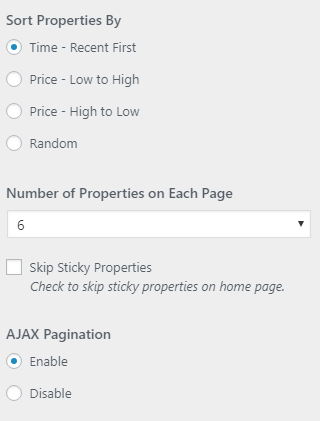 Sort Properties By
Time - Recent First
Price - Low to High
Price - High to Low
Random
Number of Properties on Each Page
6
Skip Sticky Properties
Check to skip sticky properties on home page.
AJAX Pagination
Enable
Disable